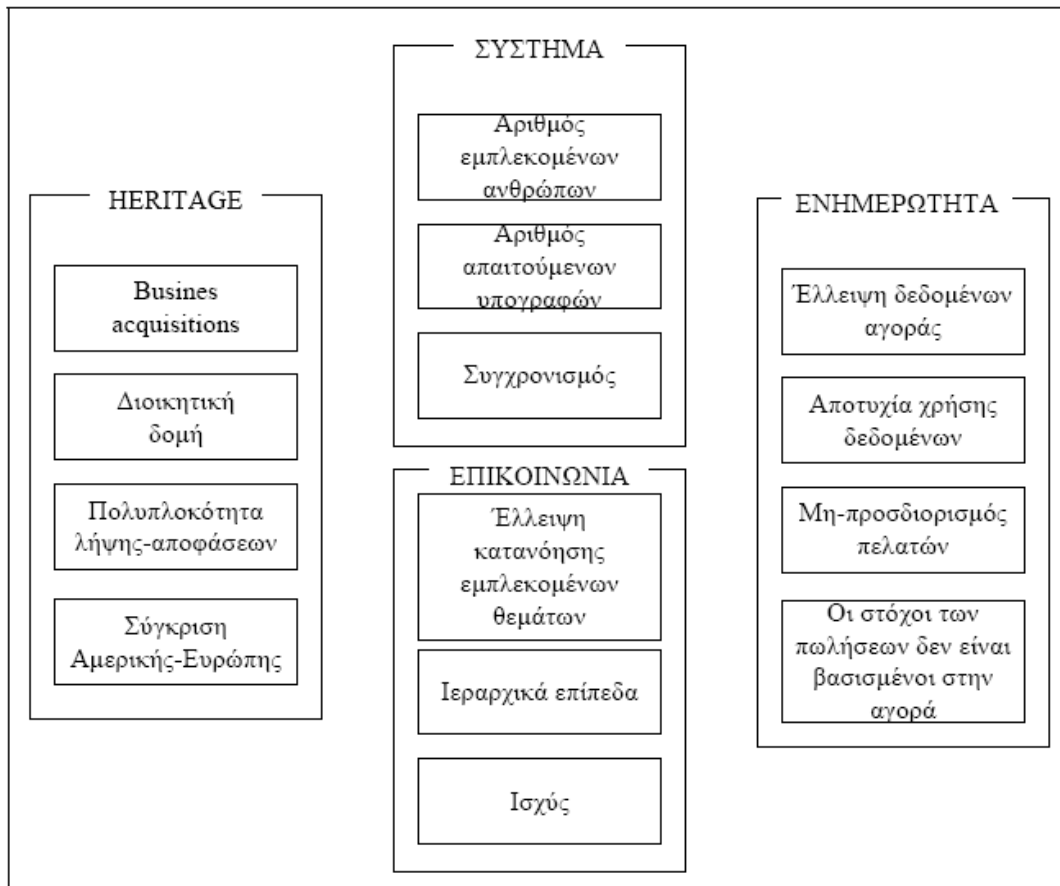 HERITAGE
Busines
acquisitions
Διοικητική
δομή
Πολυπλοκότητα
λήψης-αποφάσεων
Σύγκριση
Αμερικής-Ευρώπης
ΣΥΣΤΗΜΑ
Αριθμός
εμπλεκομένων
ανθρώπων
Αριθμός
απαιτούμενων
υπογραφών
Συγχρονισμός
ΕΠΙΚΟΙΝΩΝΙΑ
Έλλειψη
κατανόησης
εμπλεκομένων
θεμάτων
Ιεραρχικά επίπεδα
Ισχύς
ΕΝΗΜΕΡΩΤΗΤΑ
Έλλειψη δεδομένων
αγοράς
Αποτυχία χρήσης
δεδομένων
Μη-προσδιορισμός
πελατών
Οι στόχοι των
πωλήσεων δεν είναι
βασισμένοι στην
αγορά